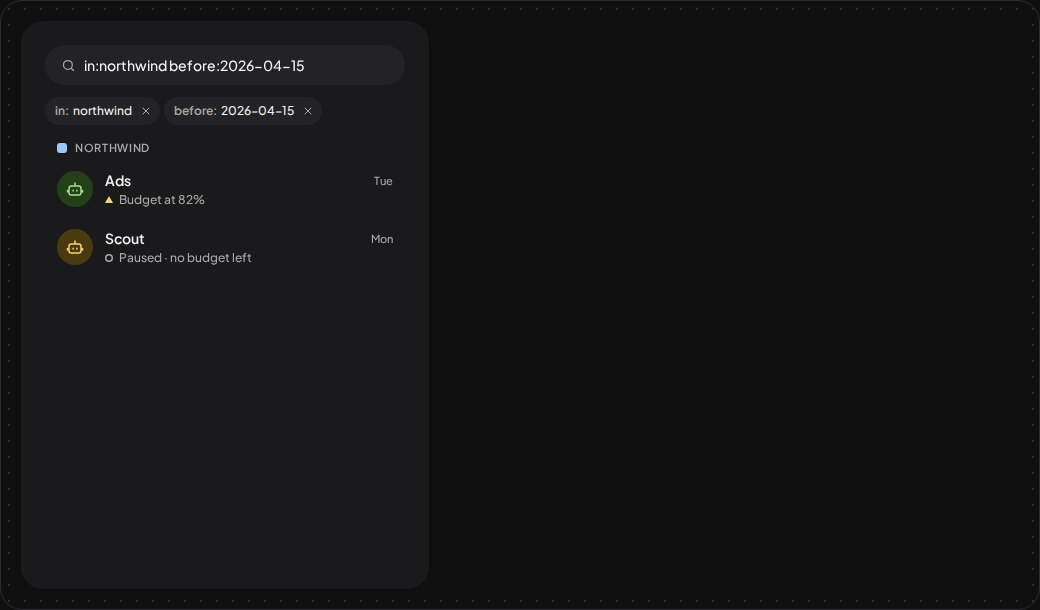 in:northwind before:2026-04-15
in: northwind before: 2026-04-15
NORTHWIND
Ads Tue
Budget at 82%
Scout Mon
Paused · no budget left